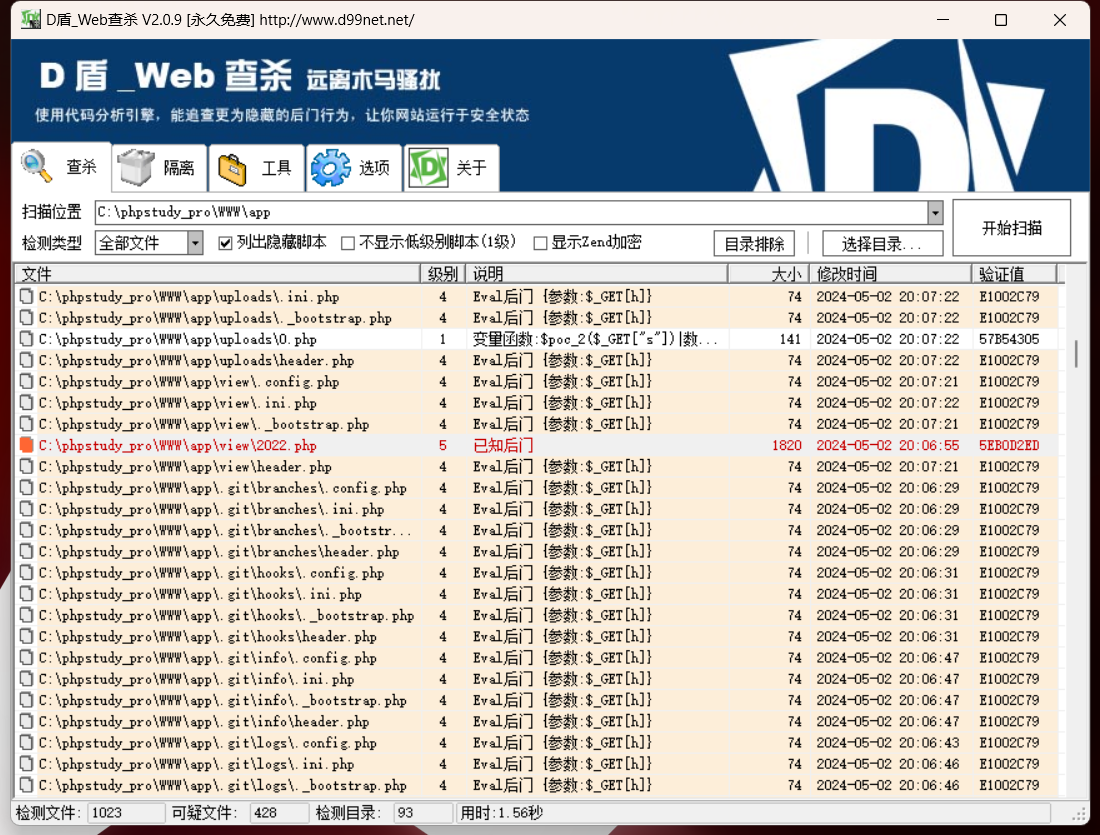 D盾_Web查杀 V2.0.9 [永久免费] http://www.d99net.net/
D 盾 _Web 查杀 远离木马骚扰
使用代码分析引擎，能追查更为隐藏的后门行为，让你网站运行于安全状态
查杀 隔离 工具 选项 关于
扫描位置 C:\phpstudy_pro\WWW\app 开始扫描
检测类型 全部文件 列出隐藏脚本 不显示低级别脚本(1级) 显示Zend加密 目录排除 选择目录...
文件 级别 说明 大小 修改时间 验证值
C:\phpstudy_pro\WWW\app\uploads\.ini.php 4 Eval后门 {参数:$_GET[h]} 74 2024-05-02 20:07:22 E1002C79
C:\phpstudy_pro\WWW\app\uploads\._bootstrap.php 4 Eval后门 {参数:$_GET[h]} 74 2024-05-02 20:07:22 E1002C79
C:\phpstudy_pro\WWW\app\uploads\0.php 1 变量函数:$poc_2($_GET["s"])|数... 141 2024-05-02 20:07:22 57B54305
C:\phpstudy_pro\WWW\app\uploads\header.php 4 Eval后门 {参数:$_GET[h]} 74 2024-05-02 20:07:22 E1002C79
C:\phpstudy_pro\WWW\app\view\.config.php 4 Eval后门 {参数:$_GET[h]} 74 2024-05-02 20:07:21 E1002C79
C:\phpstudy_pro\WWW\app\view\.ini.php 4 Eval后门 {参数:$_GET[h]} 74 2024-05-02 20:07:22 E1002C79
C:\phpstudy_pro\WWW\app\view\._bootstrap.php 4 Eval后门 {参数:$_GET[h]} 74 2024-05-02 20:07:21 E1002C79
C:\phpstudy_pro\WWW\app\view\2022.php 5 已知后门 1820 2024-05-02 20:06:55 5EB0D2ED
C:\phpstudy_pro\WWW\app\view\header.php 4 Eval后门 {参数:$_GET[h]} 74 2024-05-02 20:07:21 E1002C79
C:\phpstudy_pro\WWW\app\.git\branches\.config.php 4 Eval后门 {参数:$_GET[h]} 74 2024-05-02 20:06:29 E1002C79
C:\phpstudy_pro\WWW\app\.git\branches\.ini.php 4 Eval后门 {参数:$_GET[h]} 74 2024-05-02 20:06:29 E1002C79
C:\phpstudy_pro\WWW\app\.git\branches\._bootstr... 4 Eval后门 {参数:$_GET[h]} 74 2024-05-02 20:06:29 E1002C79
C:\phpstudy_pro\WWW\app\.git\branches\header.php 4 Eval后门 {参数:$_GET[h]} 74 2024-05-02 20:06:29 E1002C79
C:\phpstudy_pro\WWW\app\.git\hooks\.config.php 4 Eval后门 {参数:$_GET[h]} 74 2024-05-02 20:06:31 E1002C79
C:\phpstudy_pro\WWW\app\.git\hooks\.ini.php 4 Eval后门 {参数:$_GET[h]} 74 2024-05-02 20:06:31 E1002C79
C:\phpstudy_pro\WWW\app\.git\hooks\._bootstrap.php 4 Eval后门 {参数:$_GET[h]} 74 2024-05-02 20:06:31 E1002C79
C:\phpstudy_pro\WWW\app\.git\hooks\header.php 4 Eval后门 {参数:$_GET[h]} 74 2024-05-02 20:06:31 E1002C79
C:\phpstudy_pro\WWW\app\.git\info\.config.php 4 Eval后门 {参数:$_GET[h]} 74 2024-05-02 20:06:47 E1002C79
C:\phpstudy_pro\WWW\app\.git\info\.ini.php 4 Eval后门 {参数:$_GET[h]} 74 2024-05-02 20:06:47 E1002C79
C:\phpstudy_pro\WWW\app\.git\info\._bootstrap.php 4 Eval后门 {参数:$_GET[h]} 74 2024-05-02 20:06:47 E1002C79
C:\phpstudy_pro\WWW\app\.git\info\header.php 4 Eval后门 {参数:$_GET[h]} 74 2024-05-02 20:06:47 E1002C79
C:\phpstudy_pro\WWW\app\.git\logs\.config.php 4 Eval后门 {参数:$_GET[h]} 74 2024-05-02 20:06:43 E1002C79
C:\phpstudy_pro\WWW\app\.git\logs\.ini.php 4 Eval后门 {参数:$_GET[h]} 74 2024-05-02 20:06:46 E1002C79
C:\phpstudy_pro\WWW\app\.git\logs\._bootstrap.php 4 Eval后门 {参数:$_GET[h]} 74 2024-05-02 20:06:46 E1002C79
检测文件: 1023 可疑文件: 428 检测目录: 93 用时:1.56秒